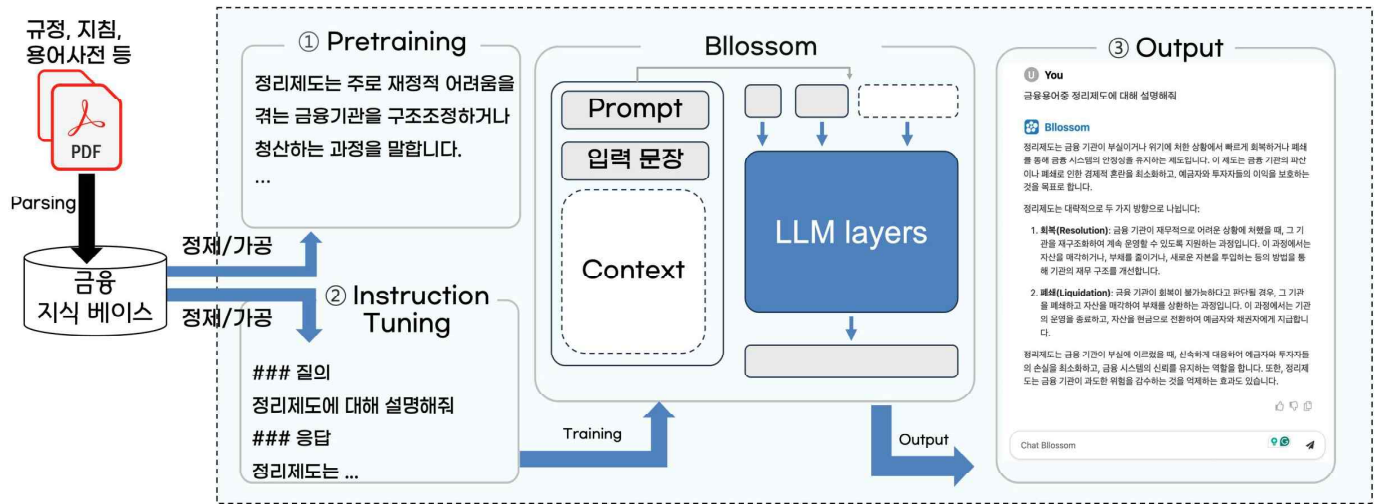 규정, 지침,
용어사전 등
PDF
Parsing
금융
지식 베이스
정제/가공
정제/가공
① Pretraining
정리제도는 주로 재정적 어려움을
겪는 금융기관을 구조조정하거나
청산하는 과정을 말합니다.
...
② Instruction
Tuning
### 질의
정리제도에 대해 설명해줘
### 응답
정리제도는 ...
Training
Bllossom
Prompt
입력 문장
Context
LLM layers
Output
③ Output
U You
금융용어중 정리제도에 대해 설명해줘
Bllossom
정리제도는 금융 기관이 부실이거나 위기에 처한 상황에서 빠르게 회복하거나 폐쇄
를 통해 금융 시스템의 안정성을 유지하는 제도입니다. 이 제도는 금융 기관의 파산
이나 폐쇄로 인한 경제적 혼란을 최소화하고, 예금자와 투자자들의 이익을 보호하는
것을 목표로 합니다.
정리제도는 대략적으로 두 가지 방향으로 나뉩니다:
1. 회복(Resolution): 금융 기관이 재무적으로 어려운 상황에 처했을 때, 그 기
관을 재구조화하여 계속 운영할 수 있도록 지원하는 과정입니다. 이 과정에서는
자산을 매각하거나, 부채를 줄이거나, 새로운 자본을 투입하는 등의 방법을 통
해 기관의 재무 구조를 개선합니다.
2. 폐쇄(Liquidation): 금융 기관이 회복이 불가능하다고 판단될 경우, 그 기관
을 폐쇄하고 자산을 매각하여 부채를 상환하는 과정입니다. 이 과정에서는 기관
의 운영을 종료하고, 자산을 현금으로 전환하여 예금자와 채권자에게 지급합니
다.
정리제도는 금융 기관이 부실에 이르렀을 때, 신속하게 대응하여 예금자와 투자자들
의 손실을 최소화하고, 금융 시스템의 신뢰를 유지하는 역할을 합니다. 또한, 정리제
도는 금융 기관이 과도한 위험을 감수하는 것을 억제하는 효과도 있습니다.
Chat Bllossom